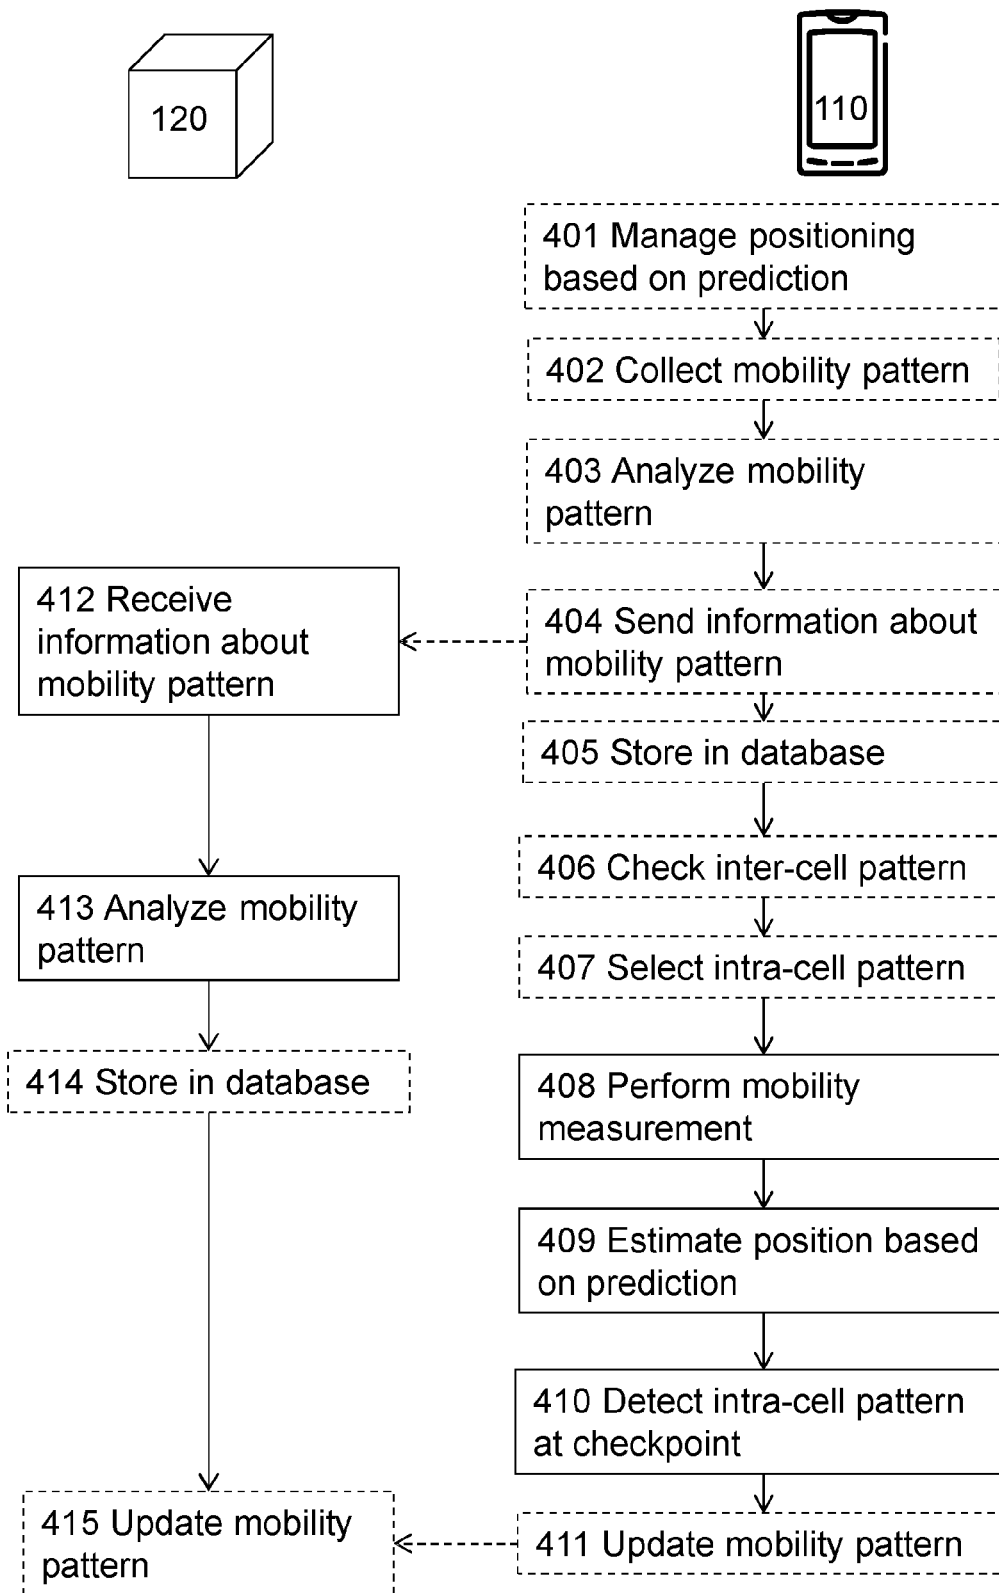 120
110
401 Manage positioning
based on prediction
402 Collect mobility pattern
403 Analyze mobility
pattern
412 Receive
information about
mobility pattern
404 Send information about
mobility pattern
405 Store in database
406 Check inter-cell pattern
413 Analyze mobility
pattern
407 Select intra-cell pattern
414 Store in database
408 Perform mobility
measurement
409 Estimate position based
on prediction
410 Detect intra-cell pattern
at checkpoint
415 Update mobility
pattern
411 Update mobility pattern